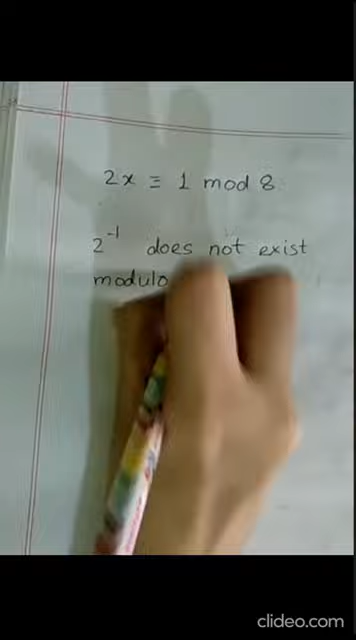 2x ≡ 1 mod 8.
2⁻¹ does not exist
modulo
clideo.com